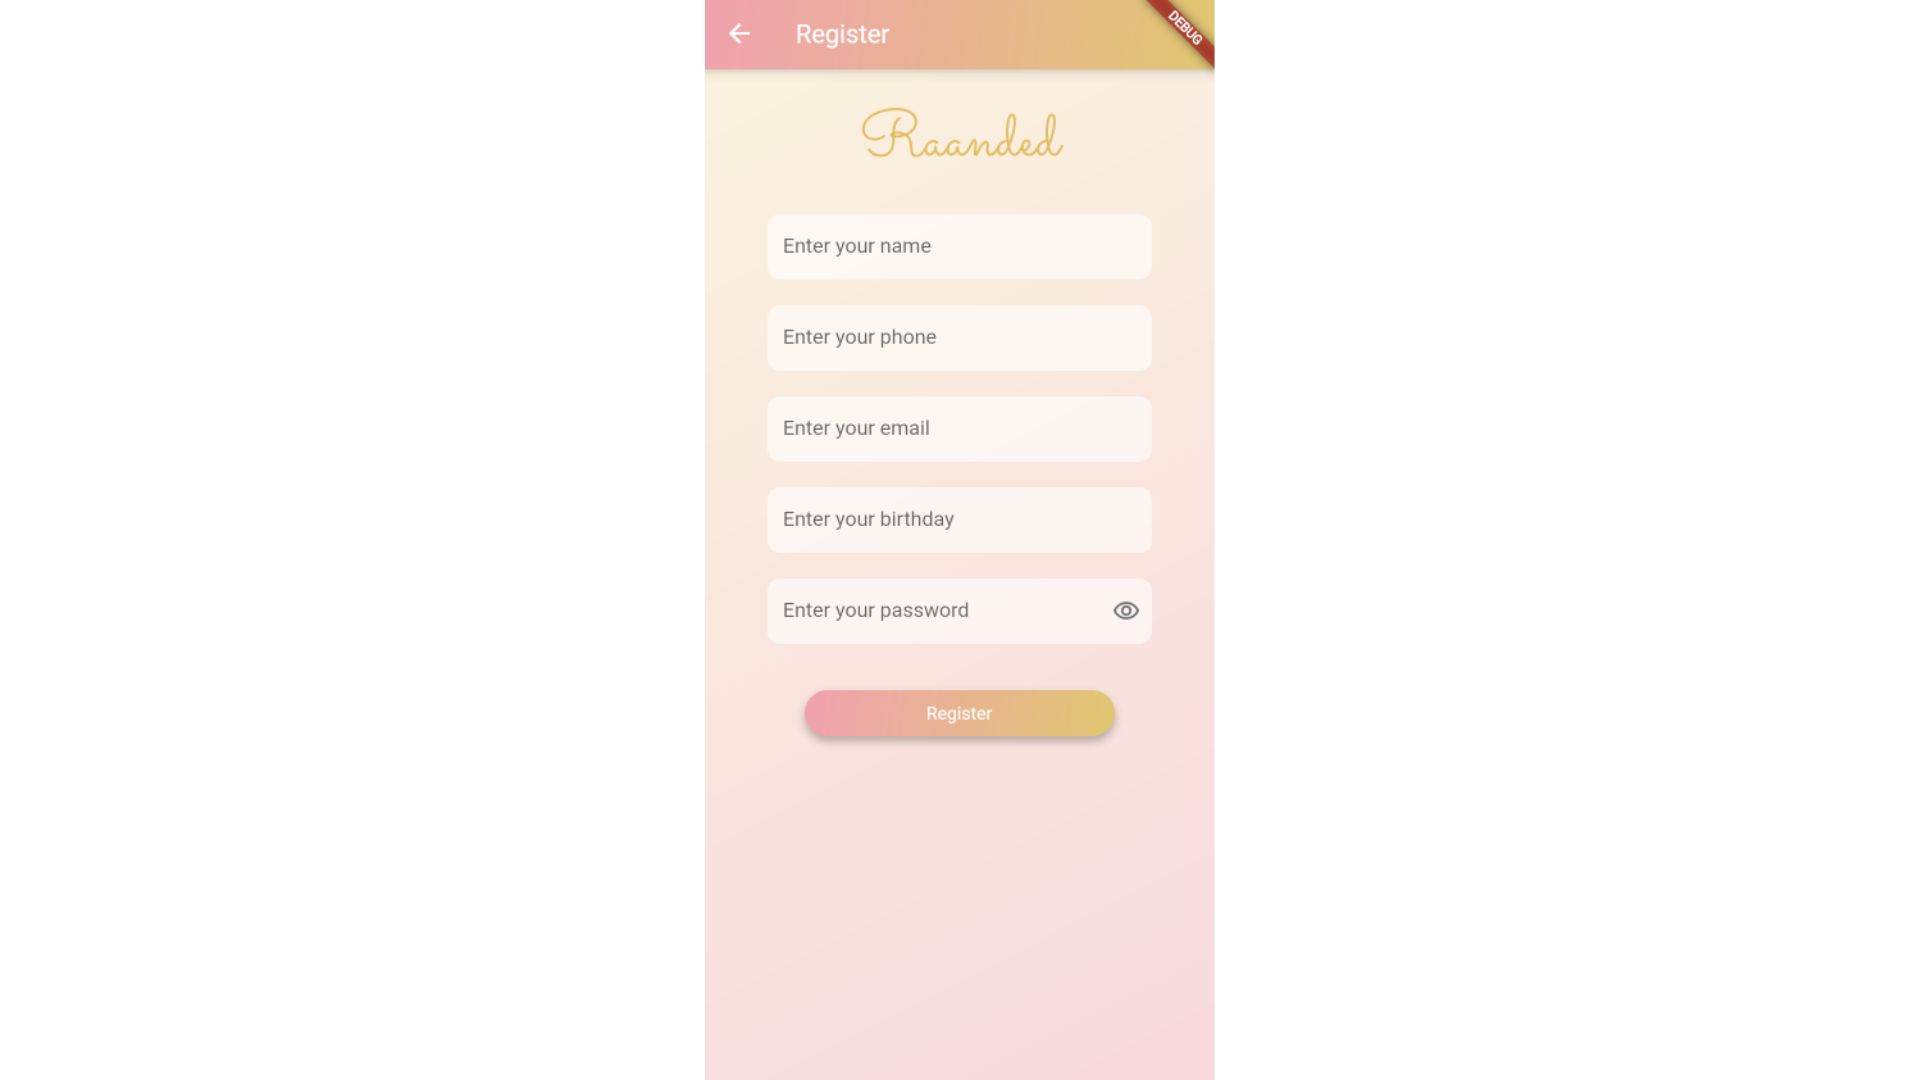 Register
DEBUG
Raanded
Enter your name
Enter your phone
Enter your email
Enter your birthday
Enter your password
Register